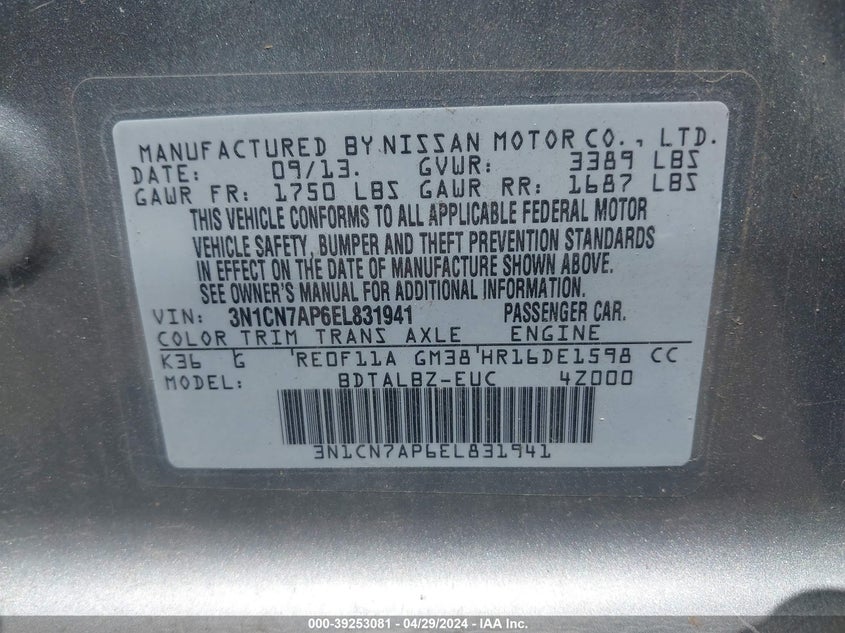 MANUFACTURED BY NISSAN MOTOR CO., LTD.
DATE: 09/13. GVWR: 3389 LBS
GAWR FR: 1750 LBS GAWR RR: 1687 LBS
THIS VEHICLE CONFORMS TO ALL APPLICABLE FEDERAL MOTOR
VEHICLE SAFETY, BUMPER AND THEFT PREVENTION STANDARDS
IN EFFECT ON THE DATE OF MANUFACTURE SHOWN ABOVE.
SEE OWNER'S MANUAL FOR ADDITIONAL INFORMATION.
VIN: 3N1CN7AP6EL831941 PASSENGER CAR.
COLOR TRIM TRANS AXLE ENGINE
K36 G 'RE0F11A GM38'HR16DE1598 CC
MODEL: BDTALBZ-EUC 4Z000
3N1CN7AP6EL831941
000-39253081 - 04/29/2024 - IAAI.COM